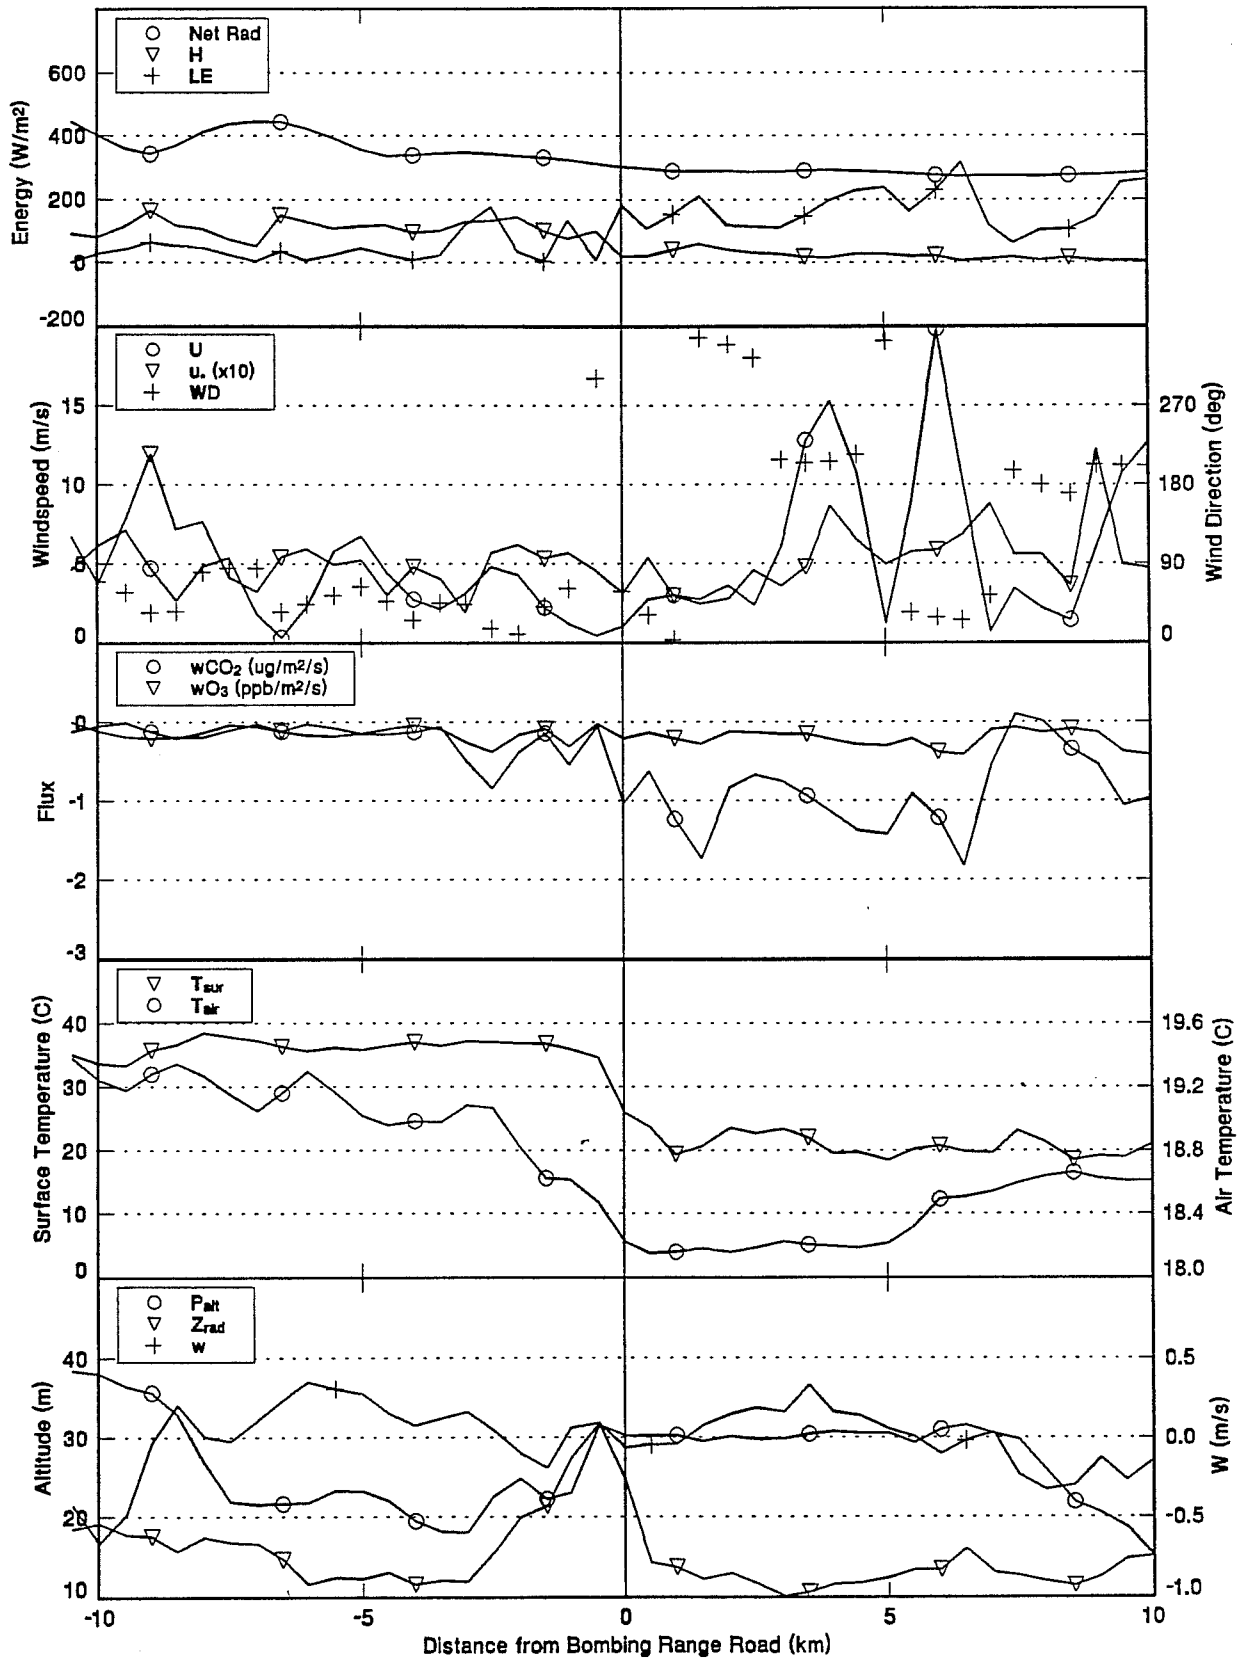 Net Rad
H
LE
600
400
200
0
-200
Energy (W/m²)
U
u. (x10)
WD
15
10
5
0
Windspeed (m/s)
270
180
90
0
Wind Direction (deg)
wCO₂ (ug/m²/s)
wO₃ (ppb/m²/s)
0
-1
-2
-3
Flux
Tsur
Tair
40
30
20
10
0
Surface Temperature (C)
19.6
19.2
18.8
18.4
18.0
Air Temperature (C)
Palt
Zrad
w
40
30
20
10
Altitude (m)
0.5
0.0
-0.5
-1.0
W (m/s)
-10 -5 0 5 10
Distance from Bombing Range Road (km)